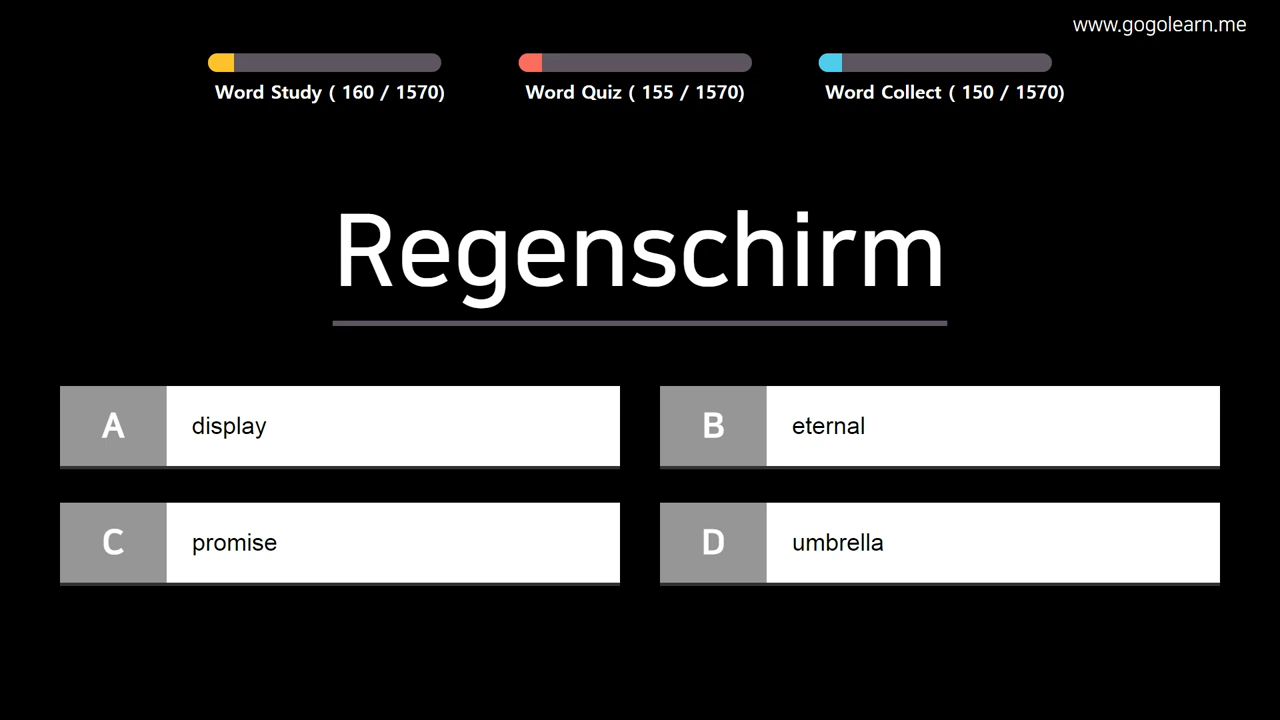 www.gogolearn.me
Word Study ( 160 / 1570)
Word Quiz ( 155 / 1570)
Word Collect ( 150 / 1570)
Regenschirm
A display
B eternal
C promise
D umbrella